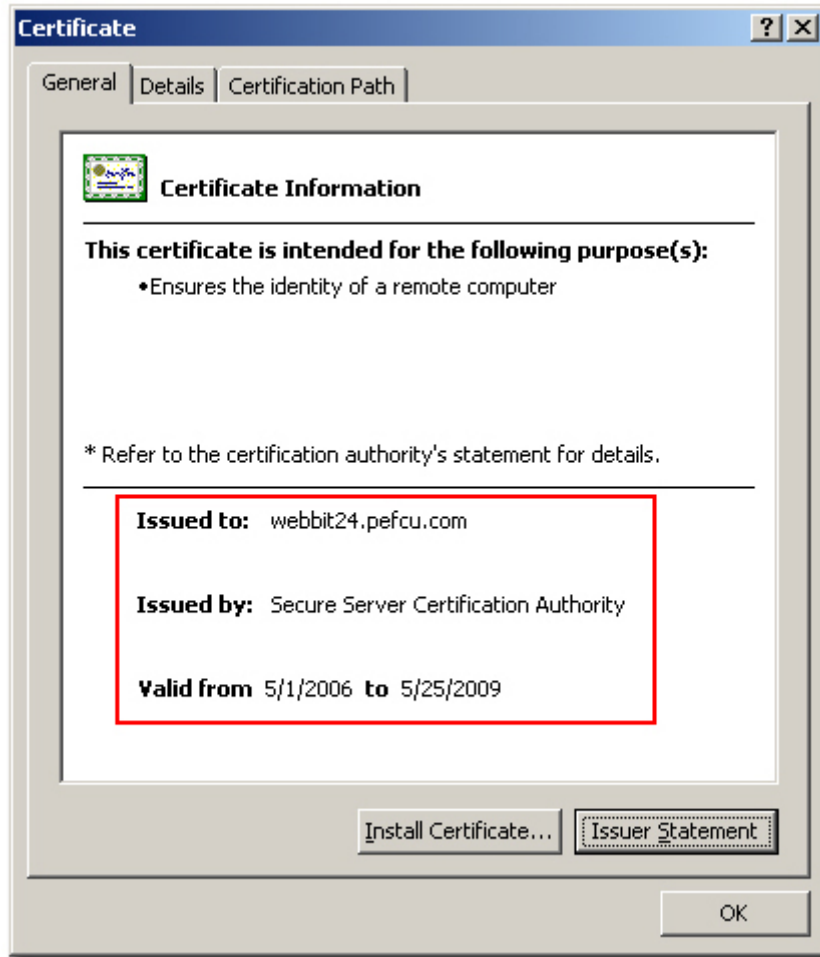 Certificate
General Details Certification Path
Certificate Information
This certificate is intended for the following purpose(s):
•Ensures the identity of a remote computer
* Refer to the certification authority's statement for details.
Issued to: webbit24.pefcu.com
Issued by: Secure Server Certification Authority
Valid from 5/1/2006 to 5/25/2009
Install Certificate... Issuer Statement
OK